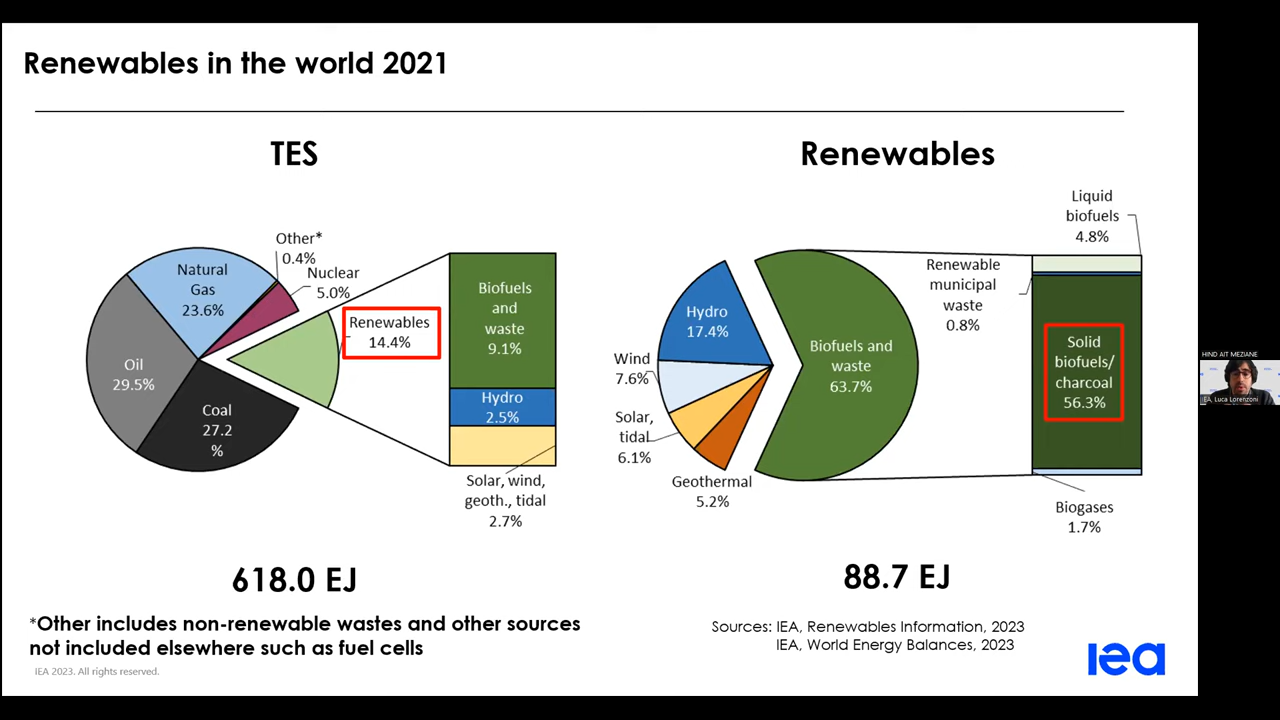 Renewables in the world 2021
TES
Renewables
Other*
0.4%
Natural
Gas
23.6%
Nuclear
5.0%
Renewables
14.4%
Oil
29.5%
Coal
27.2
%
Biofuels
and
waste
9.1%
Hydro
2.5%
Solar, wind,
geoth., tidal
2.7%
618.0 EJ
Liquid
biofuels
4.8%
Renewable
municipal
waste
0.8%
Hydro
17.4%
Wind
7.6%
Solar,
tidal
6.1%
Geothermal
5.2%
Biofuels and
waste
63.7%
Solid
biofuels/
charcoal
56.3%
Biogases
1.7%
88.7 EJ
*Other includes non-renewable wastes and other sources
not included elsewhere such as fuel cells
IEA 2023. All rights reserved.
Sources: IEA, Renewables Information, 2023
IEA, World Energy Balances, 2023
iea
HIND AIT MEZIANE
IEA, Luca Lorenzoni